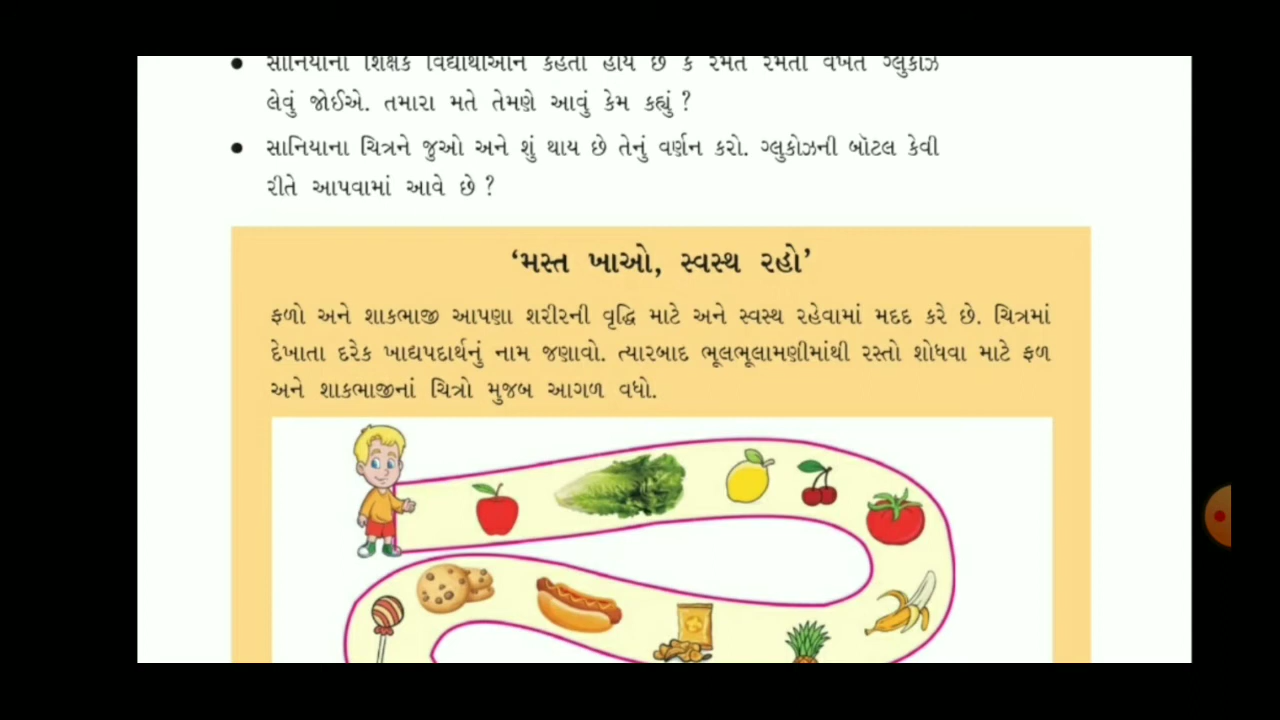 સાનિયાના શિક્ષક વિદ્યાર્થીઓને કહેતા હોય છે કે રમત રમતી વખતે ગ્લુકોઝ
લેવું જોઈએ. તમારા મતે તેમણે આવું કેમ કહ્યું ?
સાનિયાના ચિત્રને જુઓ અને શું થાય છે તેનું વર્ણન કરો. ગ્લુકોઝની બૉટલ કેવી
રીતે આપવામાં આવે છે ?
‘મસ્ત ખાઓ, સ્વસ્થ રહો’
ફળો અને શાકભાજી આપણા શરીરની વૃદ્ધિ માટે અને સ્વસ્થ રહેવામાં મદદ કરે છે. ચિત્રમાં
દેખાતા દરેક ખાદ્યપદાર્થનું નામ જણાવો. ત્યારબાદ ભૂલભૂલામણીમાંથી રસ્તો શોધવા માટે ફળ
અને શાકભાજીનાં ચિત્રો મુજબ આગળ વધો.